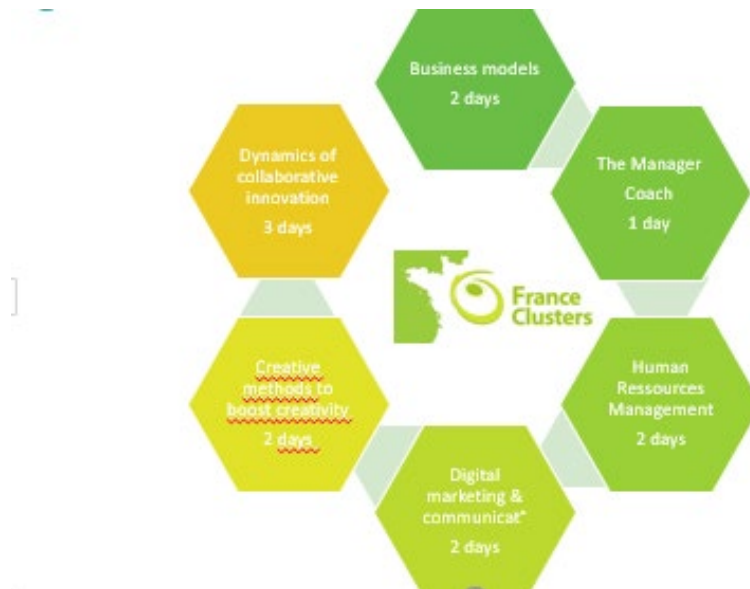 Business models
2 days
The Manager
Coach
1 day
Human
Ressources
Management
2 days
Digital
marketing &
communicat°
2 days
Creative
methods to
boost creativity
2 days
Dynamics of
collaborative
innovation
3 days
France
Clusters